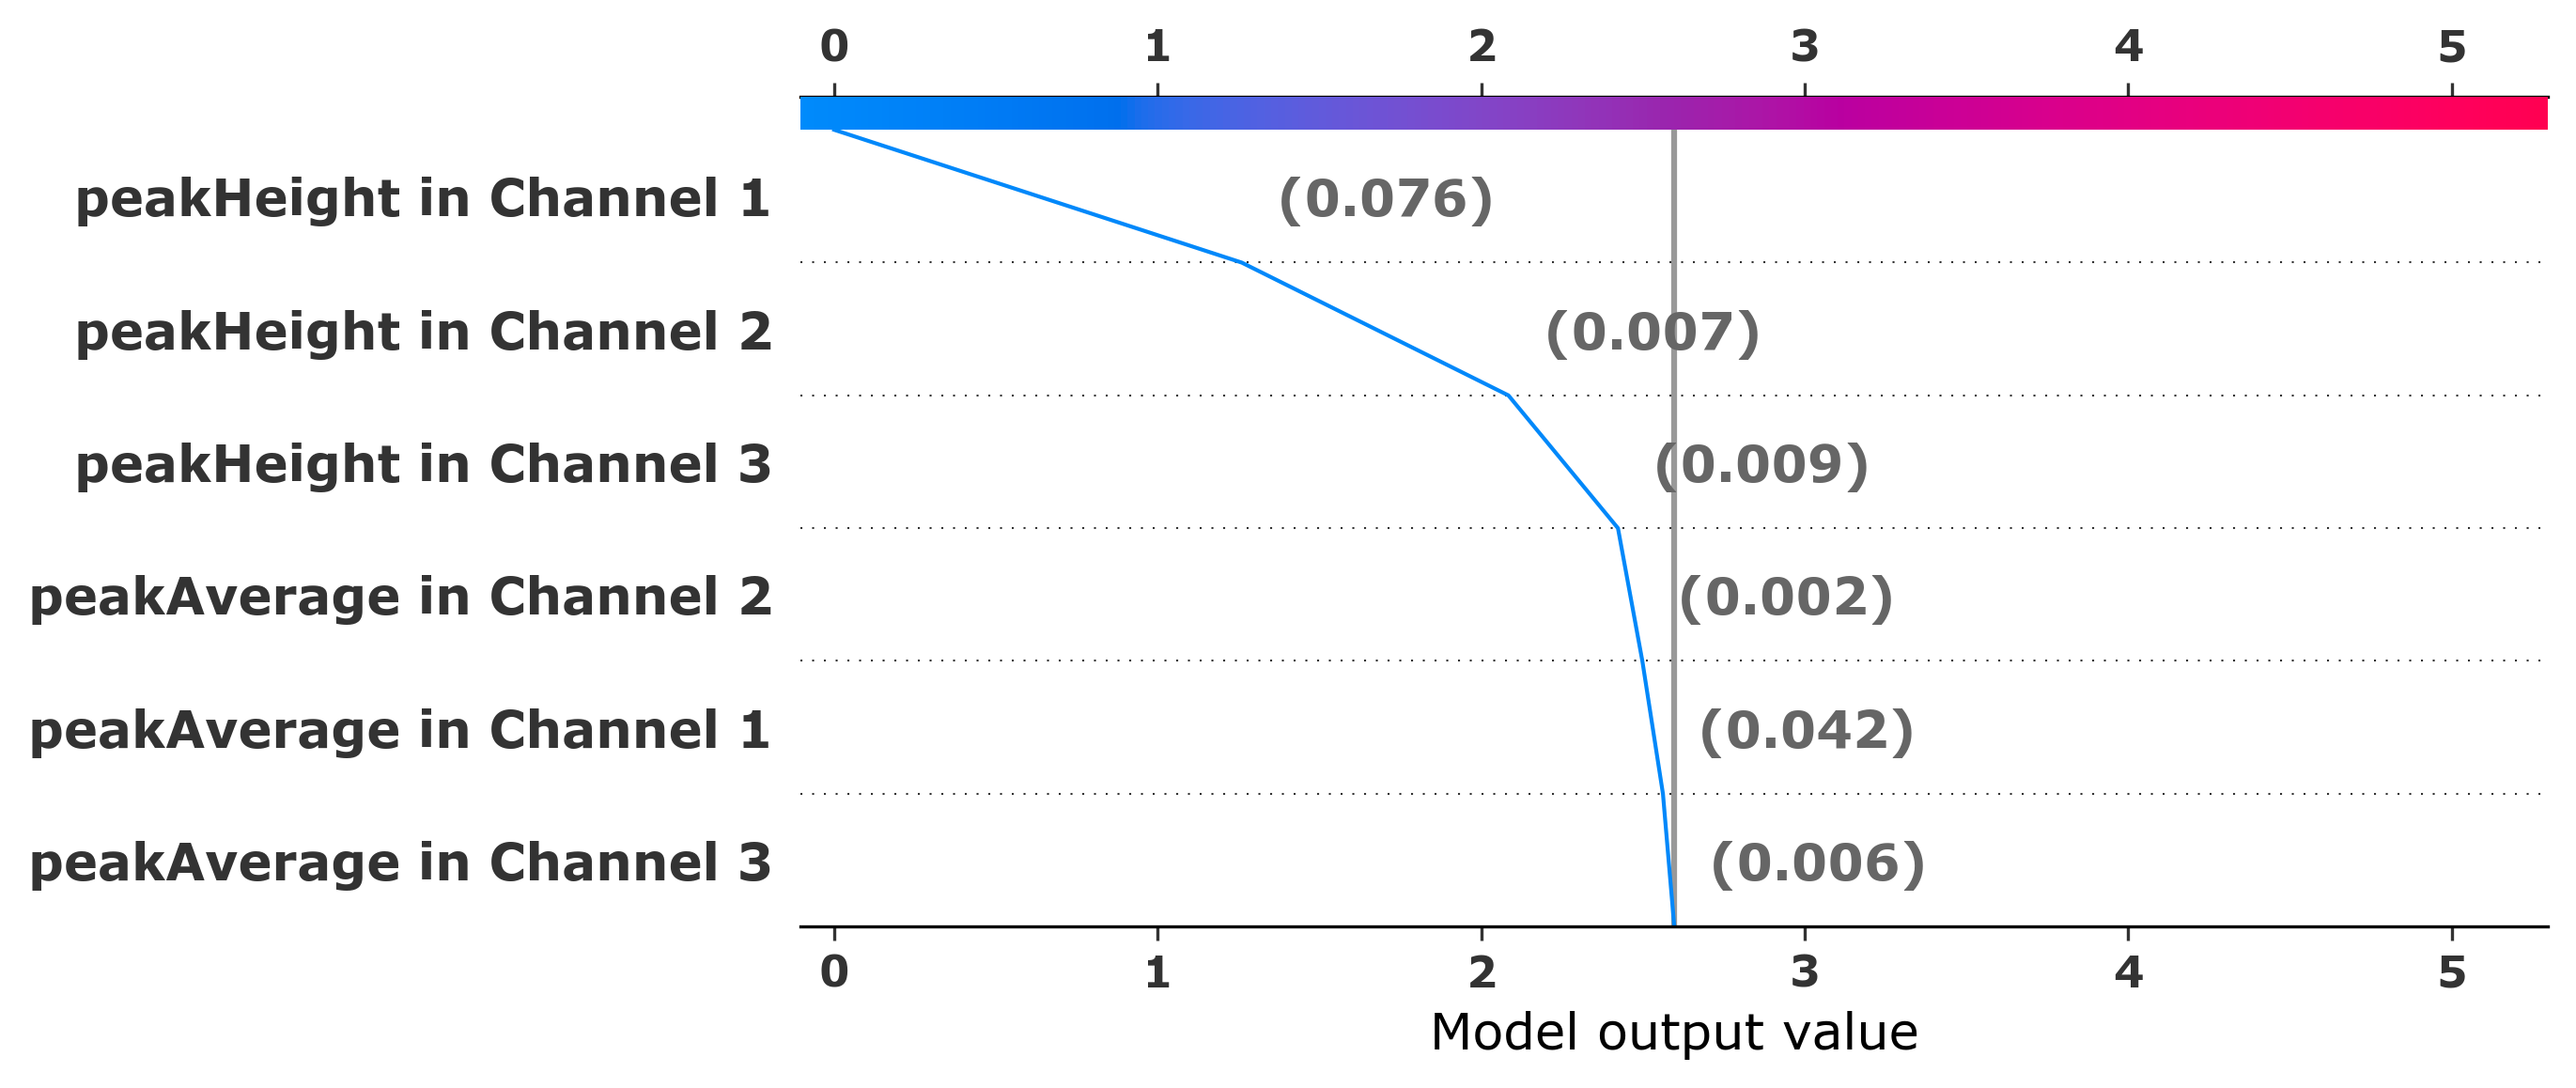 0 1 2 3 4 5
peakHeight in Channel 1 (0.076)
peakHeight in Channel 2 (0.007)
peakHeight in Channel 3 (0.009)
peakAverage in Channel 2 (0.002)
peakAverage in Channel 1 (0.042)
peakAverage in Channel 3 (0.006)
0 1 2 3 4 5
Model output value